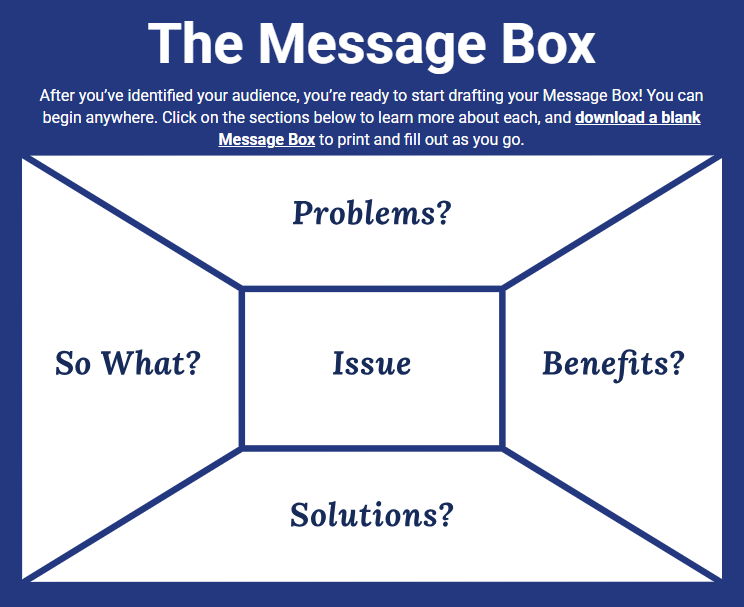 The Message Box
After you’ve identified your audience, you’re ready to start drafting your Message Box! You can
begin anywhere. Click on the sections below to learn more about each, and download a blank
Message Box to print and fill out as you go.
Problems?
So What?
Issue
Benefits?
Solutions?